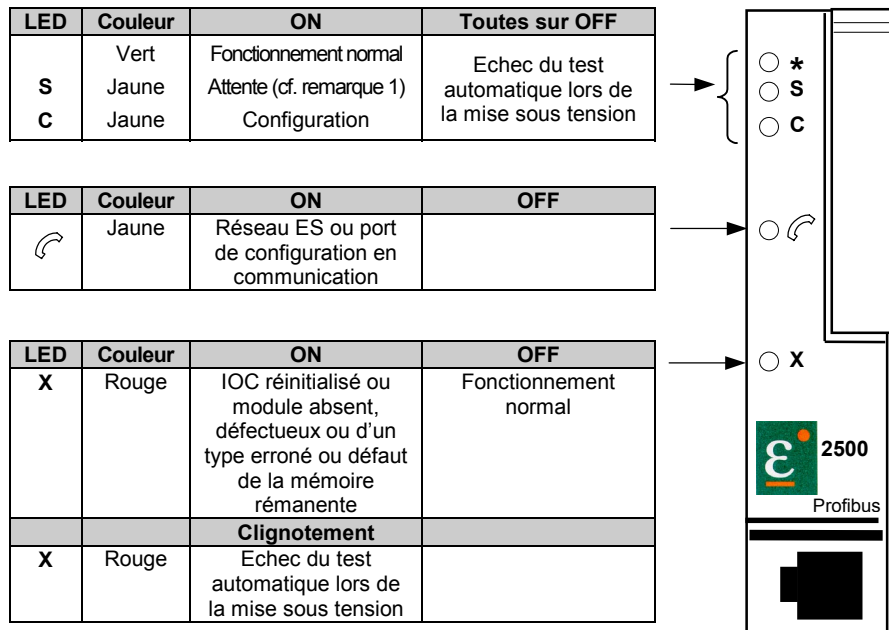 LED Couleur ON Toutes sur OFF
Vert Fonctionnement normal
S Jaune Attente (cf. remarque 1)
C Jaune Configuration
Echec du test
automatique lors de
la mise sous tension
*
S
C
LED Couleur ON OFF
Jaune Réseau ES ou port
de configuration en
communication
LED Couleur ON OFF
X Rouge IOC réinitialisé ou
module absent,
défectueux ou d'un
type erroné ou défaut
de la mémoire
rémanente
Fonctionnement
normal
Clignotement
X Rouge Echec du test
automatique lors de
la mise sous tension
X
ε 2500
Profibus